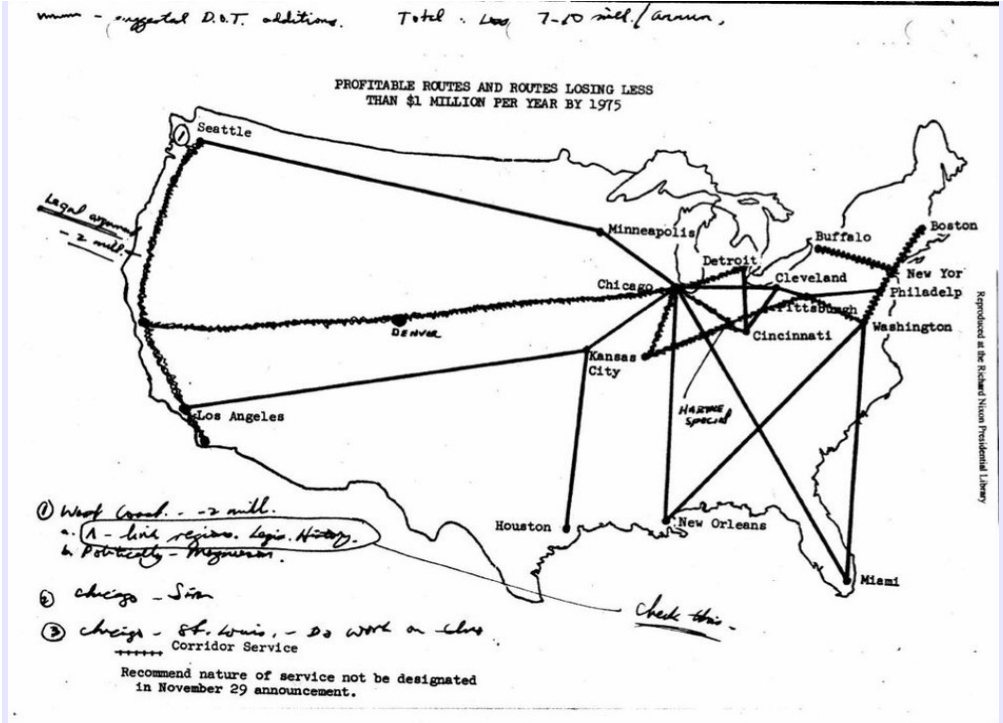 - suggested D.O.T. additions. Total : Loss 7-10 mill./annum.
PROFITABLE ROUTES AND ROUTES LOSING LESS
THAN $1 MILLION PER YEAR BY 1975
1
Seattle
Legal argument
- 2 mill.
Minneapolis
Buffalo
Boston
Detroit
New Yor
Chicago
Cleveland
Philadelp
Pittsburgh
DENVER
Washington
Cincinnati
Kansas
City
Los Angeles
SPECIAL
Houston
New Orleans
Miami
Reproduced at the Richard Nixon Presidential Library
1 West Coast. - -2 mill.
a. - link regions. Legis. History.
b. Politically - Magnuson.
2 Chicago -
3 Chicago - St. Louis. - Do work on
check this -
Corridor Service
Recommend nature of service not be designated
in November 29 announcement.